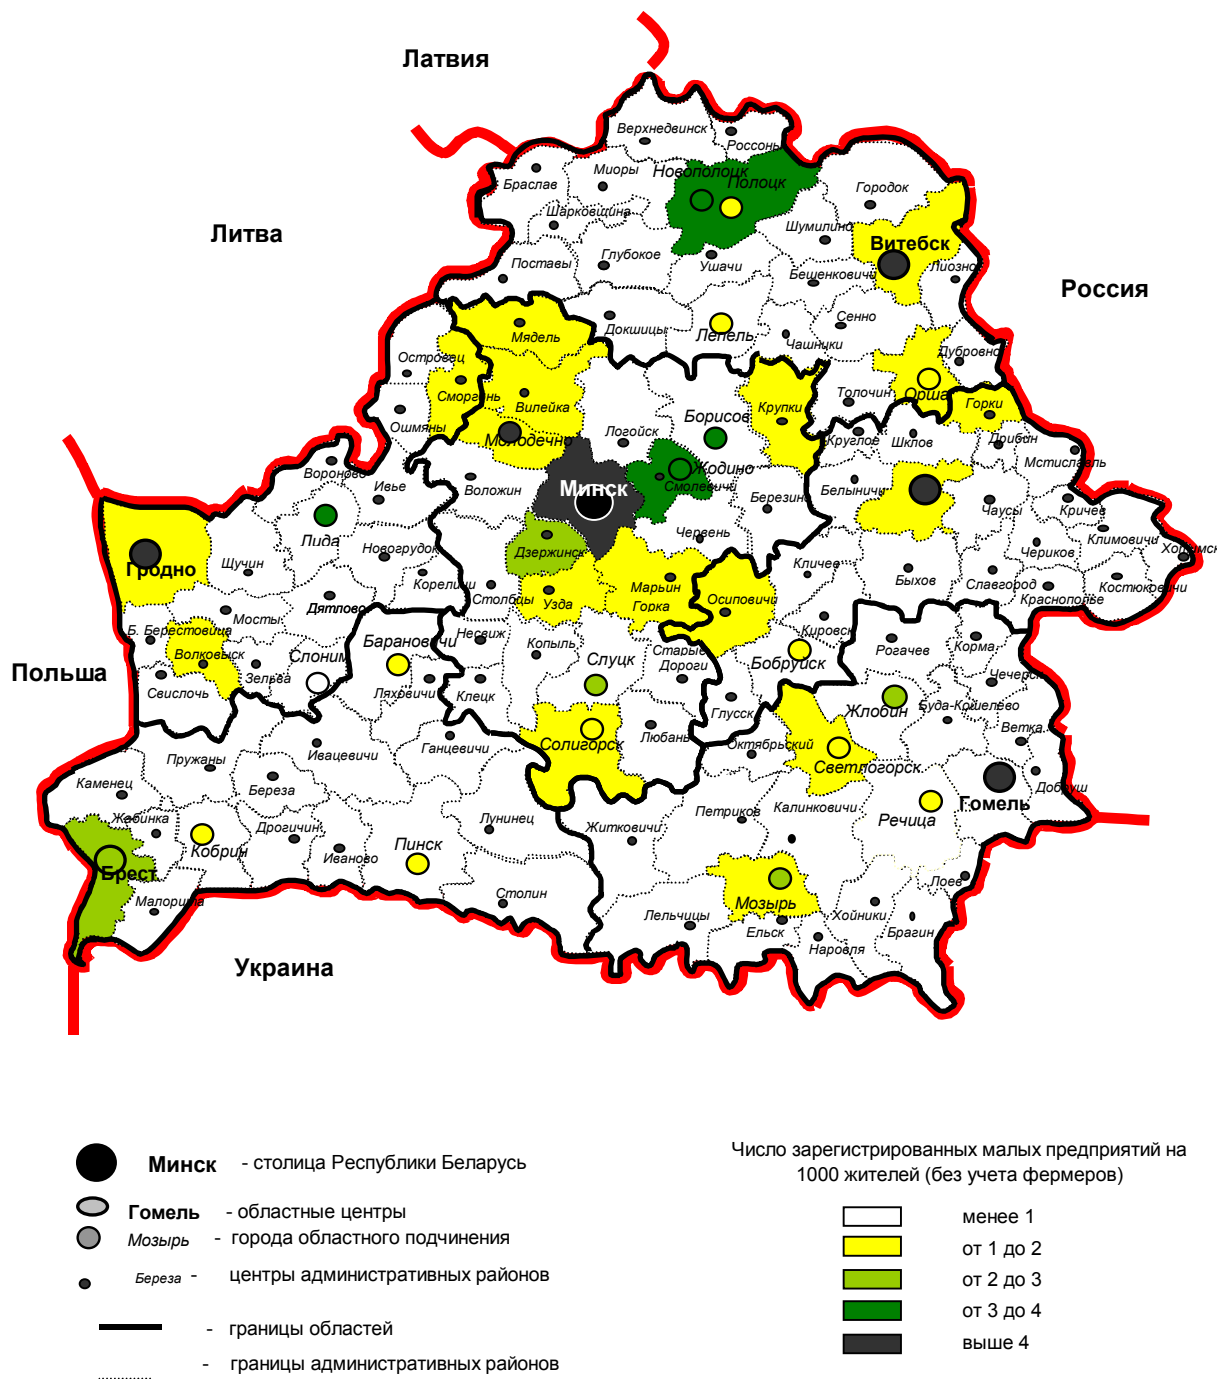 Латвия
Верхнедвинск
Россоны
Миоры
Новополоцк
Полоцк
Браслав
Городок
Шарковщина
Шумилино
Литва
Витебск
Глубокое
Ушачи
Поставы
Бешенковичи
Лиозно
Россия
Докшицы
Сенно
Мядель
Лепель
Чашники
Дубровно
Островец
Толочин
Орша
Сморгонь
Вилейка
Борисов
Крупки
Горки
Ошмяны
Молодечно
Логойск
Круглое
Шклов
Дрибин
Мстиславль
Вороново
Жодино
Ивье
Воложин
Минск
Смолевичи
Белыничи
Березино
Чаусы
Кричев
Червень
Климовичи
Лида
Новогрудок
Дзержинск
Чериков
Хотимск
Щучин
Гродно
Кличев
Быхов
Славгород
Костюковичи
Кореличи
Марьин
Горка
Столбцы
Узда
Осиповичи
Краснополье
Дятлово
Мосты
Б. Берестовица
Барановичи
Несвиж
Кировск
Копыль
Старые
Дороги
Рогачев
Корма
Волковыск
Слоним
Слуцк
Бобруйск
Польша
Зельва
Чечерск
Свислочь
Ляховичи
Клецк
Глусск
Жлобин
Буда-Кошелево
Ветка
Любань
Солигорск
Октябрьский
Ганцевичи
Ивацевичи
Пружаны
Светлогорск
Каменец
Береза
Гомель
Добруш
Петриков
Калинковичи
Речица
Жабинка
Дрогичин
Лунинец
Житковичи
Кобрин
Иваново
Пинск
Брест
Лоев
Малорита
Столин
Мозырь
Лельчицы
Хойники
Ельск
Брагин
Наровля
Украина
Минск - столица Республики Беларусь
Гомель - областные центры
Мозырь - города областного подчинения
Береза - центры административных районов
- границы областей
- границы административных районов
Число зарегистрированных малых предприятий на
1000 жителей (без учета фермеров)
менее 1
от 1 до 2
от 2 до 3
от 3 до 4
выше 4